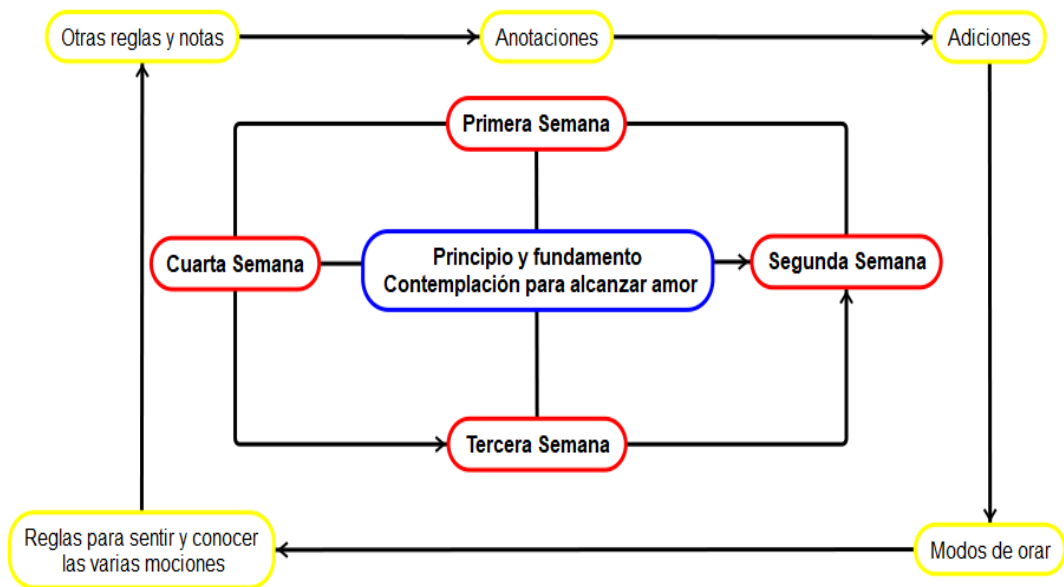 Otras reglas y notas
Anotaciones
Adiciones
Primera Semana
Cuarta Semana
Principio y fundamento
Contemplación para alcanzar amor
Segunda Semana
Tercera Semana
Reglas para sentir y conocer
las varias mociones
Modos de orar